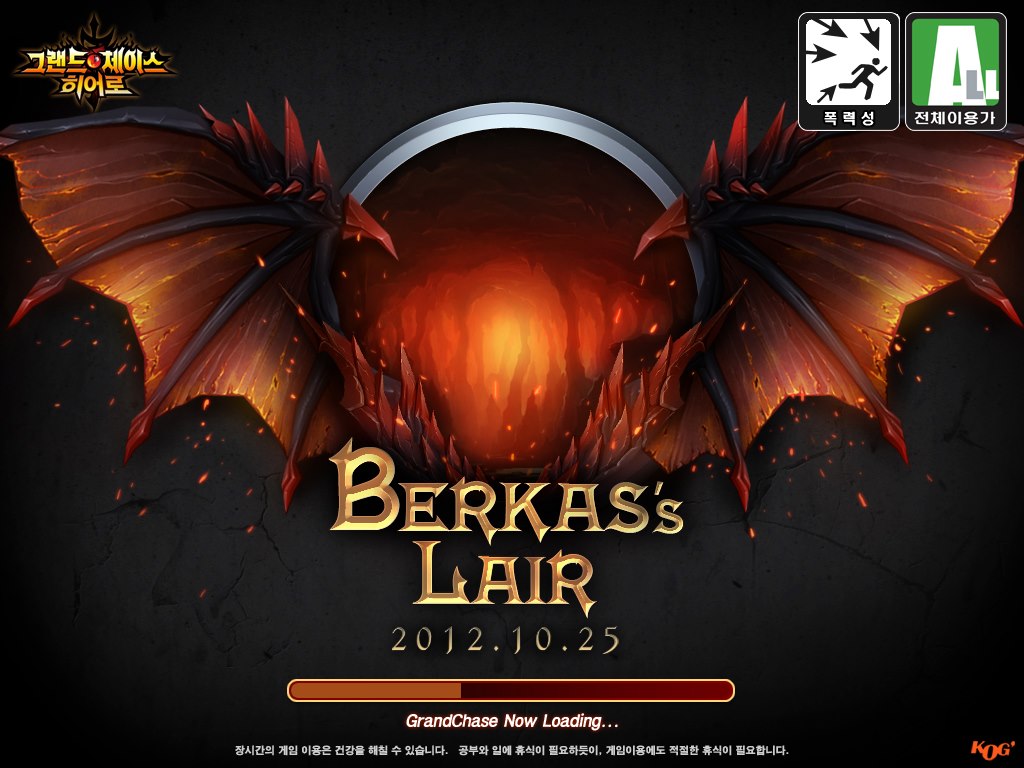 그랜드 체이스
히어로
폭력성
ALL
전체이용가
BERKAS's
LAIR
2012.10.25
GrandChase Now Loading...
장시간의 게임 이용은 건강을 해칠 수 있습니다. 공부와 일에 휴식이 필요하듯이, 게임이용에도 적절한 휴식이 필요합니다.
KOG'